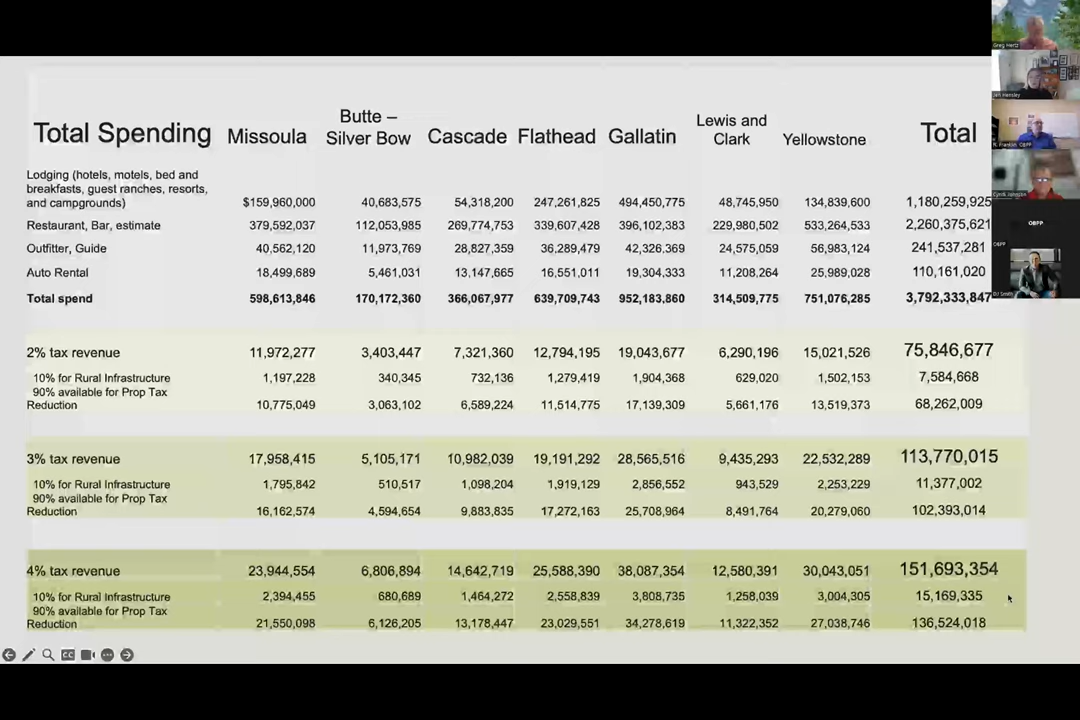 Greg Hertz
Jeri Hensley
R. Franklin OBPP
OBPP
OBPP
DJ Smith
Total Spending Missoula Butte – Silver Bow Cascade Flathead Gallatin Lewis and Clark Yellowstone Total
Lodging (hotels, motels, bed and
breakfasts, guest ranches, resorts,
and campgrounds) $159,960,000 40,683,575 54,318,200 247,261,825 494,450,775 48,745,950 134,839,600 1,180,259,925
Restaurant, Bar, estimate 379,592,037 112,053,985 269,774,753 339,607,428 396,102,383 229,980,502 533,264,533 2,260,375,621
Outfitter, Guide 40,562,120 11,973,769 28,827,359 36,289,479 42,326,369 24,575,059 56,983,124 241,537,281
Auto Rental 18,499,689 5,461,031 13,147,665 16,551,011 19,304,333 11,208,264 25,989,028 110,161,020
Total spend 598,613,846 170,172,360 366,067,977 639,709,743 952,183,860 314,509,775 751,076,285 3,792,333,847
2% tax revenue 11,972,277 3,403,447 7,321,360 12,794,195 19,043,677 6,290,196 15,021,526 75,846,677
10% for Rural Infrastructure 1,197,228 340,345 732,136 1,279,419 1,904,368 629,020 1,502,153 7,584,668
90% available for Prop Tax
Reduction 10,775,049 3,063,102 6,589,224 11,514,775 17,139,309 5,661,176 13,519,373 68,262,009
3% tax revenue 17,958,415 5,105,171 10,982,039 19,191,292 28,565,516 9,435,293 22,532,289 113,770,015
10% for Rural Infrastructure 1,795,842 510,517 1,098,204 1,919,129 2,856,552 943,529 2,253,229 11,377,002
90% available for Prop Tax
Reduction 16,162,574 4,594,654 9,883,835 17,272,163 25,708,964 8,491,764 20,279,060 102,393,014
4% tax revenue 23,944,554 6,806,894 14,642,719 25,588,390 38,087,354 12,580,391 30,043,051 151,693,354
10% for Rural Infrastructure 2,394,455 680,689 1,464,272 2,558,839 3,808,735 1,258,039 3,004,305 15,169,335
90% available for Prop Tax
Reduction 21,550,098 6,126,205 13,178,447 23,029,551 34,278,619 11,322,352 27,038,746 136,524,018
CC